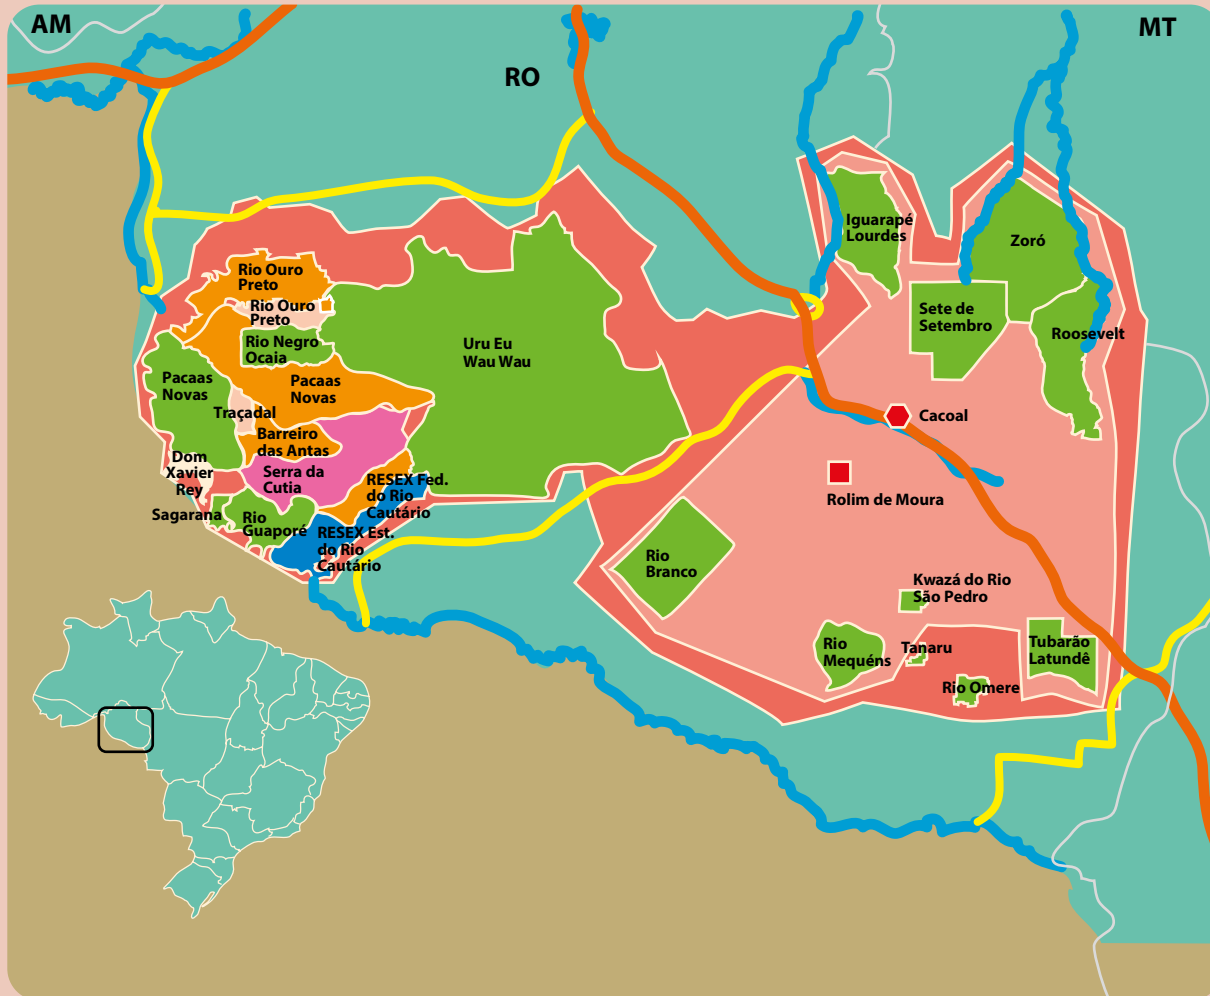 AM
MT
RO
Iguarapé
Lourdes
Zoró
Rio Ouro
Preto
Rio Ouro
Preto
Sete de
Setembro
Roosevelt
Rio Negro
Ocaia
Uru Eu
Wau Wau
Pacaas
Novas
Pacaas
Novas
Traçadal
Cacoal
Barreiro
das Antas
Dom
Xavier
Rey
Serra da
Cutia
RESEX Fed.
do Rio
Cautário
Rolim de Moura
Sagarana
Rio
Guaporé
RESEX Est.
do Rio
Cautário
Rio
Branco
Kwazá do Rio
São Pedro
Rio
Mequéns
Tanaru
Tubarão
Latundê
Rio Omere